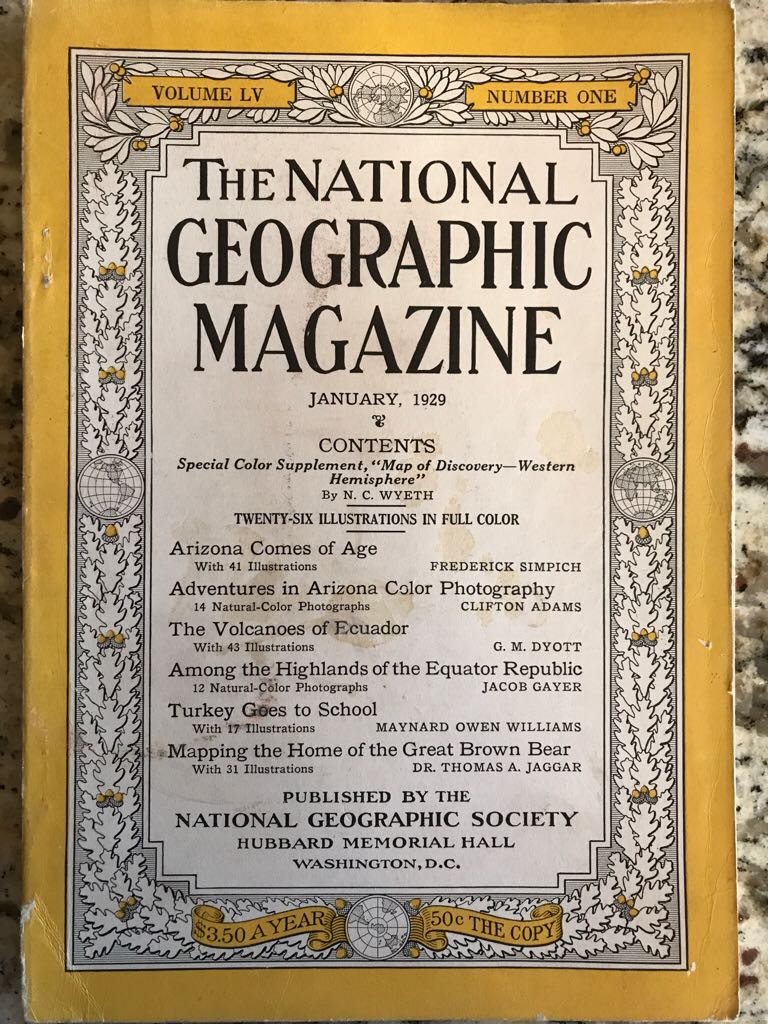 VOLUME LV NUMBER ONE
THE NATIONAL
GEOGRAPHIC
MAGAZINE
JANUARY, 1929
CONTENTS
Special Color Supplement, "Map of Discovery—Western
Hemisphere"
By N. C. WYETH
TWENTY-SIX ILLUSTRATIONS IN FULL COLOR
Arizona Comes of Age
With 41 Illustrations FREDERICK SIMPICH
Adventures in Arizona Color Photography
14 Natural-Color Photographs CLIFTON ADAMS
The Volcanoes of Ecuador
With 43 Illustrations G. M. DYOTT
Among the Highlands of the Equator Republic
12 Natural-Color Photographs JACOB GAYER
Turkey Goes to School
With 17 Illustrations MAYNARD OWEN WILLIAMS
Mapping the Home of the Great Brown Bear
With 31 Illustrations DR. THOMAS A. JAGGAR
PUBLISHED BY THE
NATIONAL GEOGRAPHIC SOCIETY
HUBBARD MEMORIAL HALL
WASHINGTON, D.C.
$3.50 A YEAR 50c THE COPY